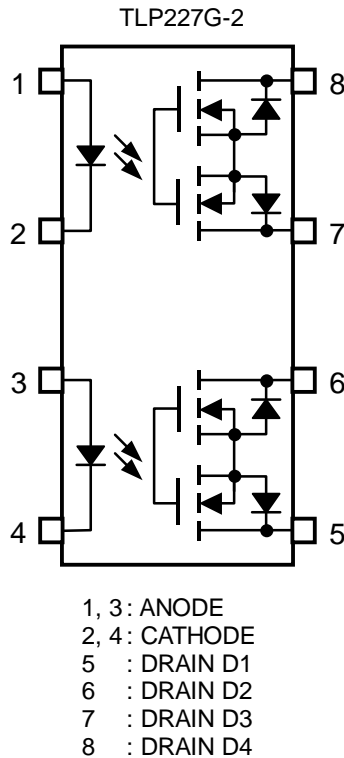 TLP227G-2
1
8
2
7
3
6
4
5
1, 3 : ANODE
2, 4 : CATHODE
5 : DRAIN D1
6 : DRAIN D2
7 : DRAIN D3
8 : DRAIN D4